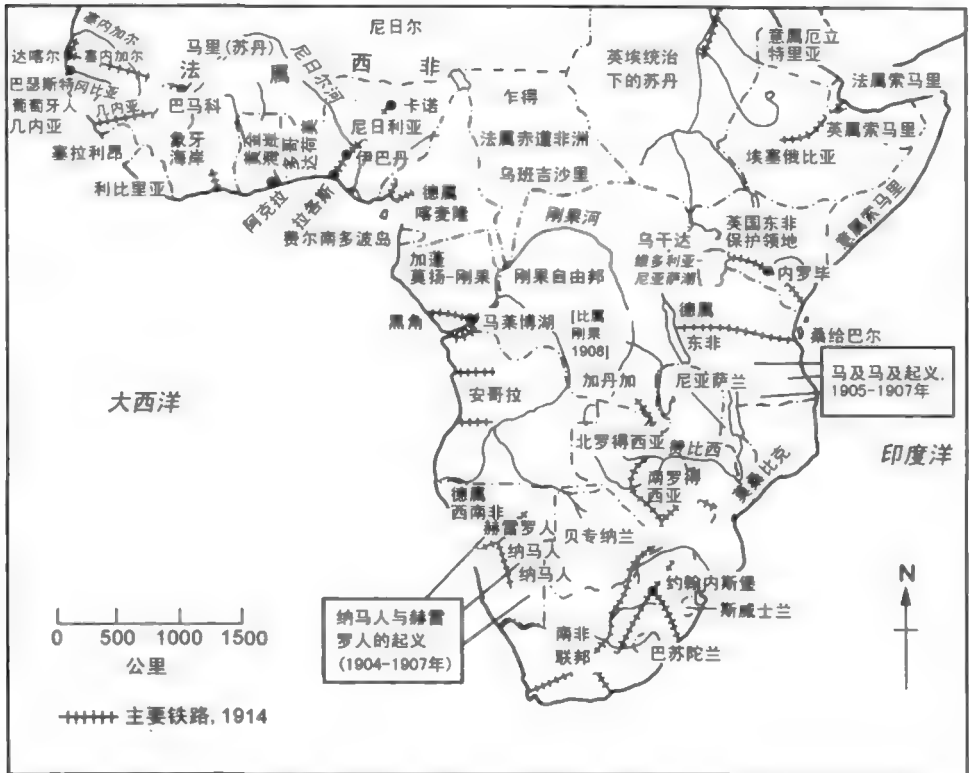 塞内加尔
尼日尔
达喀尔
塞内加尔
马里(苏丹)
尼日尔河
法属西非
英埃统治
下的苏丹
意属厄立
特里亚
法属索马里
巴瑟斯特
冈比亚
葡萄牙人
几内亚
几内亚
巴马科
卡诺
乍得
尼日利亚
法属赤道非洲
英属索马里
埃塞俄比亚
塞拉利昂
象牙
海岸
黄金
海岸
多哥
达荷美
伊巴丹
乌班吉沙里
利比里亚
阿克拉
拉各斯
德属
喀麦隆
刚果河
意属索马里
费尔南多波岛
乌干达
英国东非
保护领地
加蓬
莫扬-刚果
刚果自由邦
维多利亚-
尼亚萨湖
内罗毕
黑角
马莱博湖
[比属
刚果
1908]
德属
东非
桑给巴尔
马及马及起义.
1905-1907年
大西洋
安哥拉
加丹加
尼亚萨兰
北罗得西亚
赞比西
莫桑比克
印度洋
南罗得
西亚
德属
西南非
赫雷罗人
纳马人
纳马人
贝专纳兰
约翰内斯堡
斯威士兰
纳马人与赫雷
罗人的起义
(1904-1907年)
南非
联邦
巴苏陀兰
N
0 500 1000 1500
公里
主要铁路, 1914